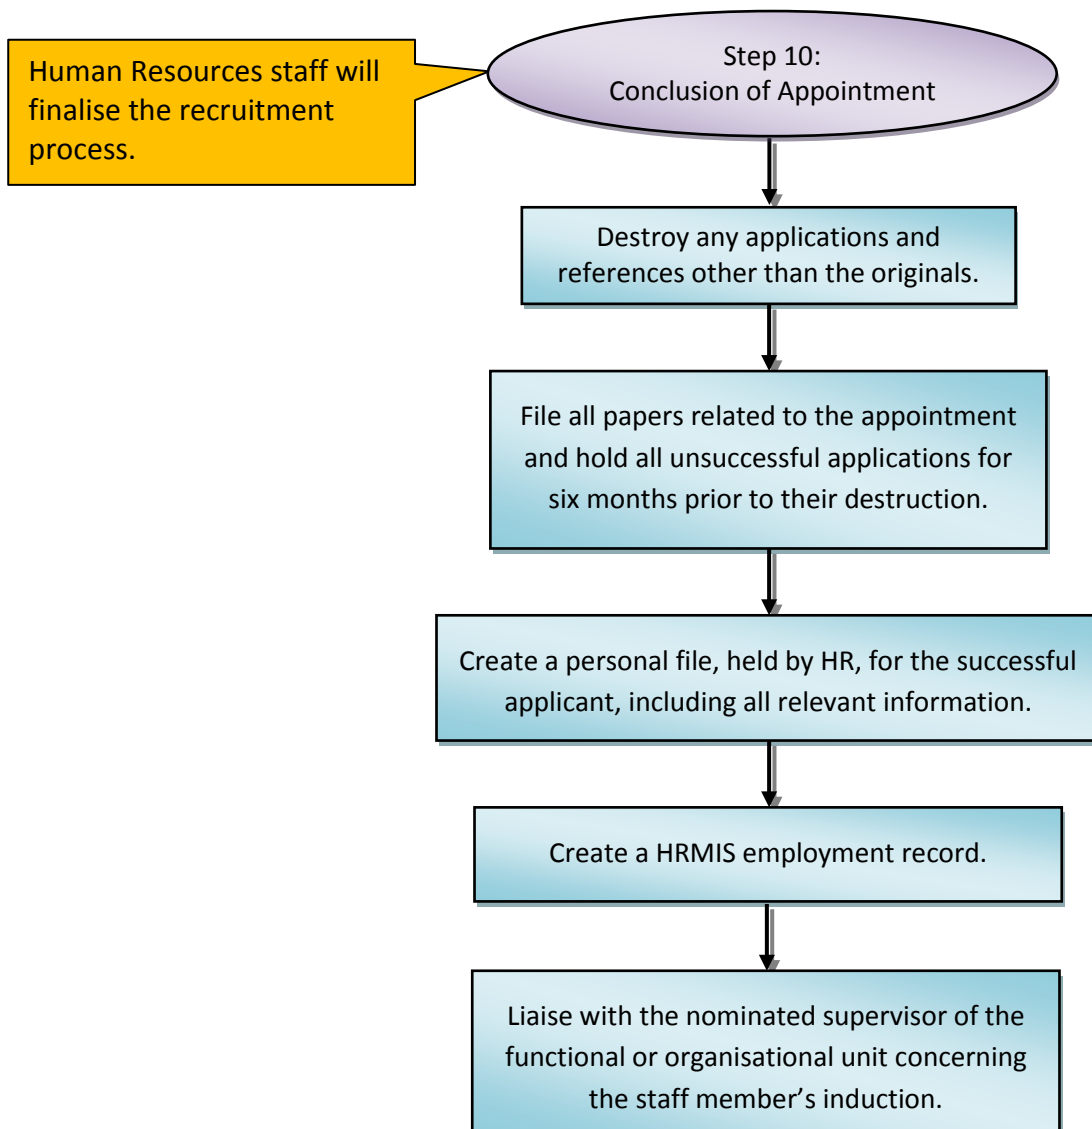 Human Resources staff will
finalise the recruitment
process.
Step 10:
Conclusion of Appointment
Destroy any applications and
references other than the originals.
File all papers related to the appointment
and hold all unsuccessful applications for
six months prior to their destruction.
Create a personal file, held by HR, for the successful
applicant, including all relevant information.
Create a HRMIS employment record.
Liaise with the nominated supervisor of the
functional or organisational unit concerning
the staff member’s induction.